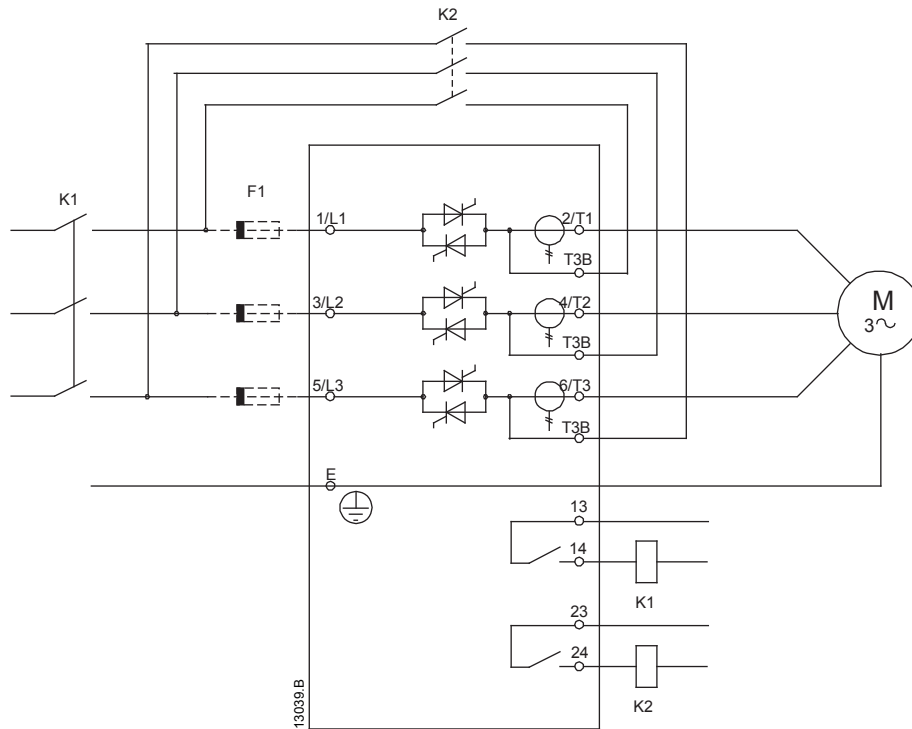 K2
K1
F1
1/L1
2/T1
T3B
3/L2
4/T2
T3B
5/L3
6/T3
T3B
M
3~
E
13
14
K1
23
24
K2
13039.B